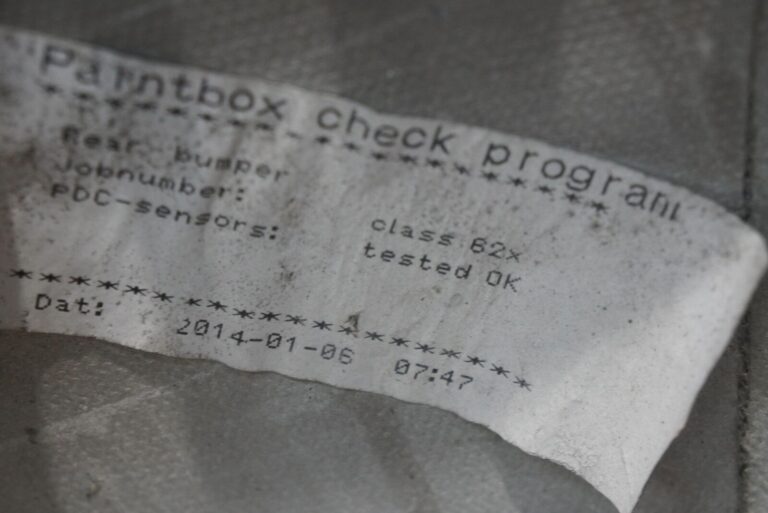 Paintbox check program
*************_************
Rear bumper
Jobnumber: class 62x
PDC-sensors: tested OK
********************
Dat: 2014-01-06 07:47